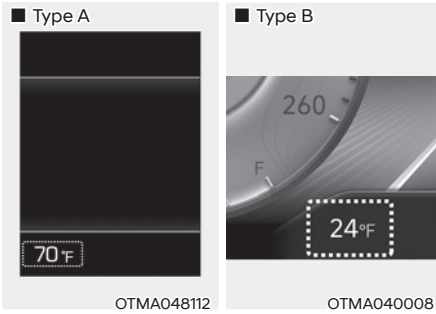 ■ Type A
70°F
OTMA048112
■ Type B
260
F
24°F
OTMA040008